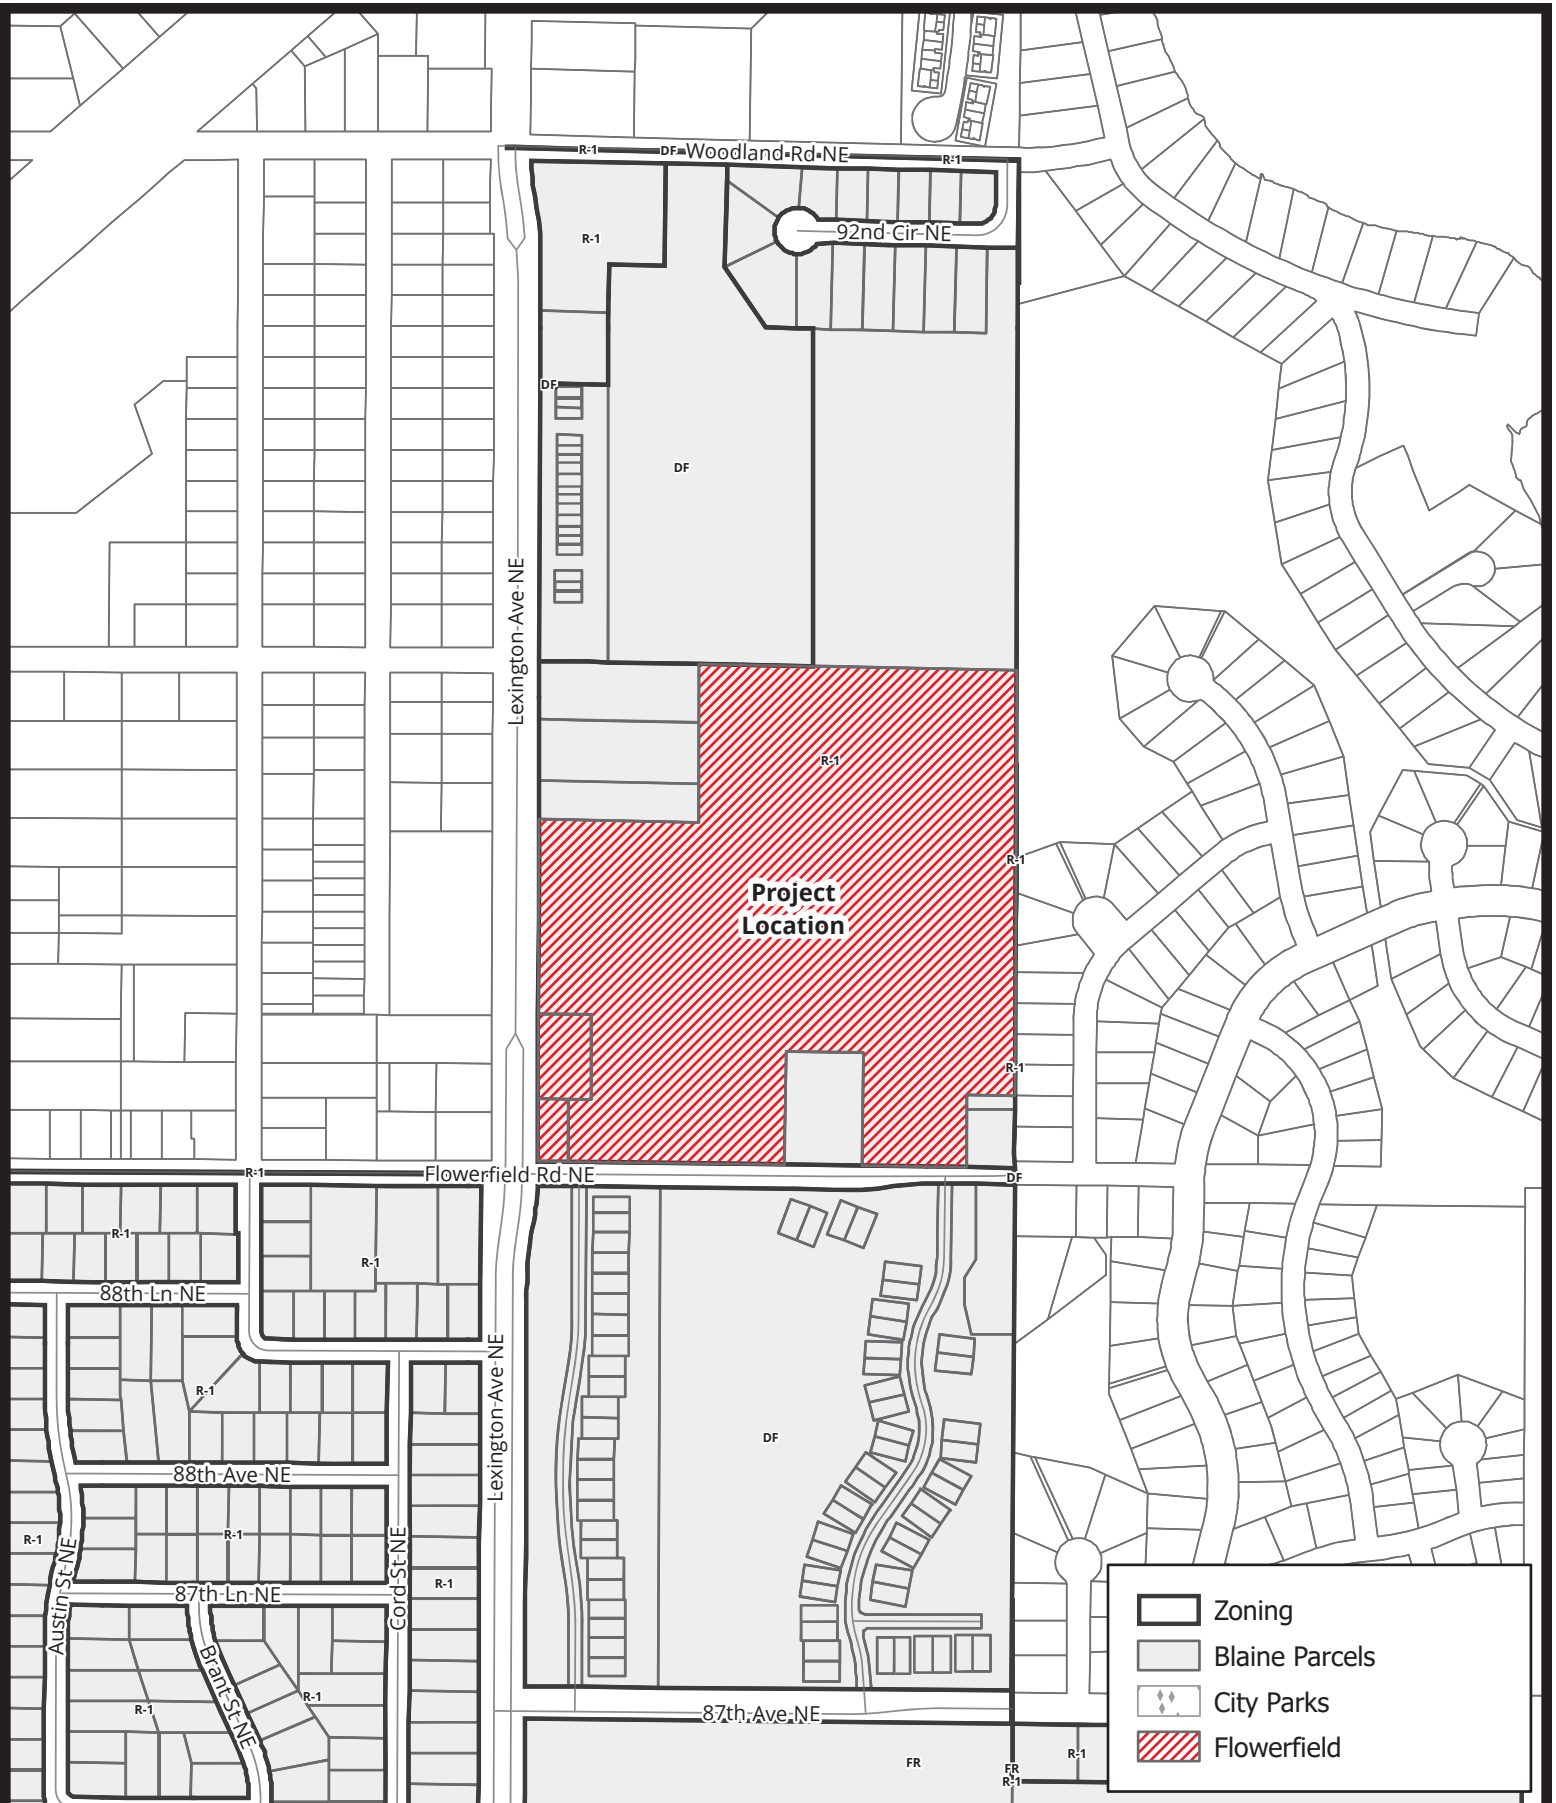 R-1
DF
Woodland Rd NE
R-1
R-1
92nd Cir NE
DF
DF
Lexington Ave NE
R-1
R-1
Project
Location
R-1
R-1
Flowerfield Rd NE
DF
R-1
R-1
88th Ln NE
Lexington Ave NE
R-1
DF
88th Ave NE
R-1
R-1
Austin St NE
Cord St NE
R-1
87th Ln NE
Brant St NE
R-1
R-1
87th Ave NE
FR
R-1
FR
R-1
Zoning
Blaine Parcels
City Parks
Flowerfield